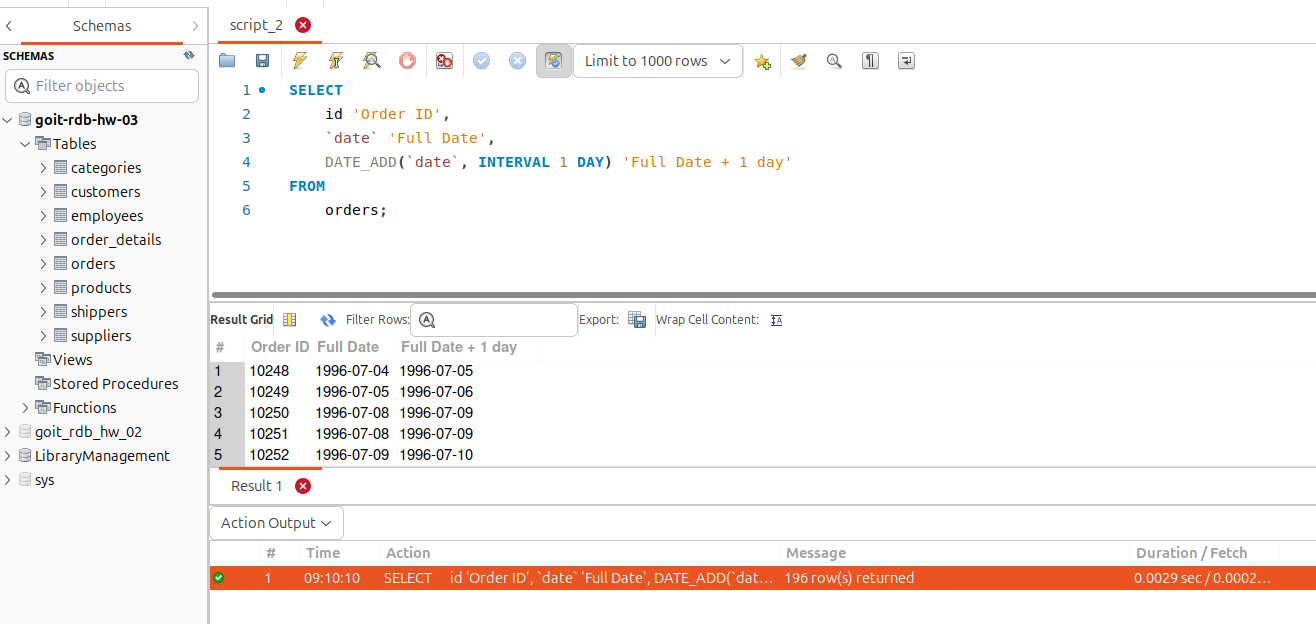 Schemas
script_2
SCHEMAS
Filter objects
goit-rdb-hw-03
Tables
categories
customers
employees
order_details
orders
products
shippers
suppliers
Views
Stored Procedures
Functions
goit_rdb_hw_02
LibraryManagement
sys
Limit to 1000 rows
1 SELECT
2 id 'Order ID',
3 `date` 'Full Date',
4 DATE_ADD(`date`, INTERVAL 1 DAY) 'Full Date + 1 day'
5 FROM
6 orders;
Result Grid Filter Rows: Export: Wrap Cell Content:
# Order ID Full Date Full Date + 1 day
1 10248 1996-07-04 1996-07-05
2 10249 1996-07-05 1996-07-06
3 10250 1996-07-08 1996-07-09
4 10251 1996-07-08 1996-07-09
5 10252 1996-07-09 1996-07-10
Result 1
Action Output
# Time Action Message Duration / Fetch
1 09:10:10 SELECT id 'Order ID', `date` 'Full Date', DATE_ADD(`dat... 196 row(s) returned 0.0029 sec / 0.0002...